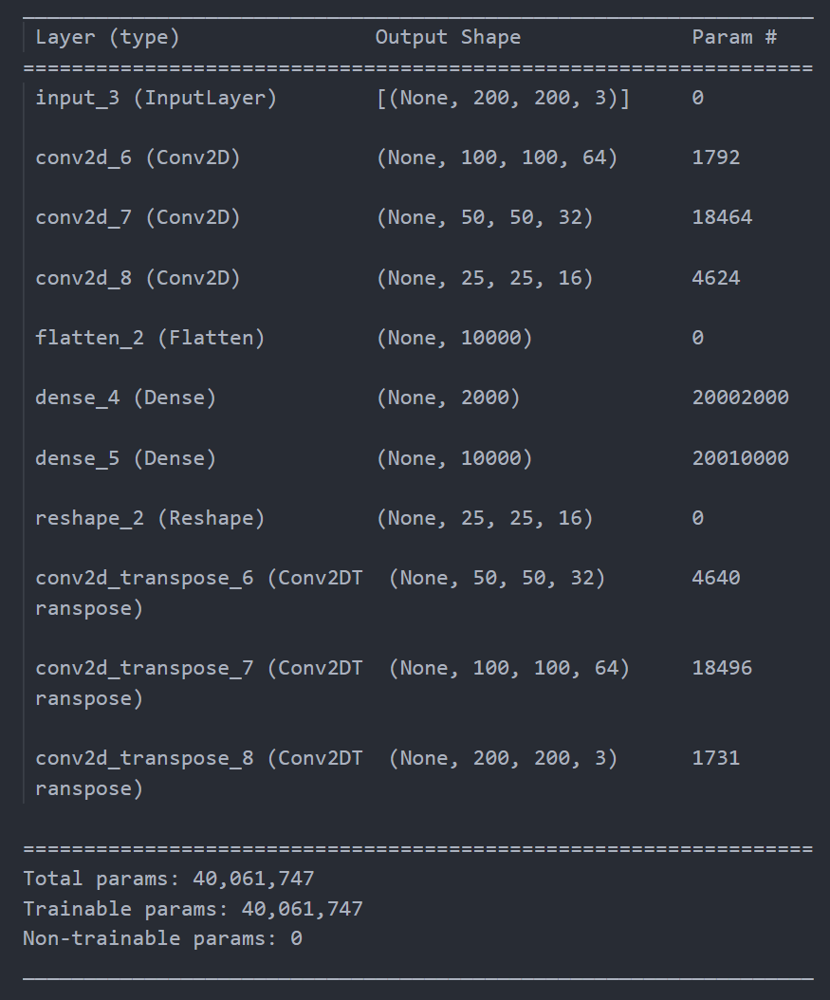 Layer (type) Output Shape Param #
=================================================================
input_3 (InputLayer) [(None, 200, 200, 3)] 0
conv2d_6 (Conv2D) (None, 100, 100, 64) 1792
conv2d_7 (Conv2D) (None, 50, 50, 32) 18464
conv2d_8 (Conv2D) (None, 25, 25, 16) 4624
flatten_2 (Flatten) (None, 10000) 0
dense_4 (Dense) (None, 2000) 20002000
dense_5 (Dense) (None, 10000) 20010000
reshape_2 (Reshape) (None, 25, 25, 16) 0
conv2d_transpose_6 (Conv2DT (None, 50, 50, 32) 4640
ranspose)
conv2d_transpose_7 (Conv2DT (None, 100, 100, 64) 18496
ranspose)
conv2d_transpose_8 (Conv2DT (None, 200, 200, 3) 1731
ranspose)
=================================================================
Total params: 40,061,747
Trainable params: 40,061,747
Non-trainable params: 0